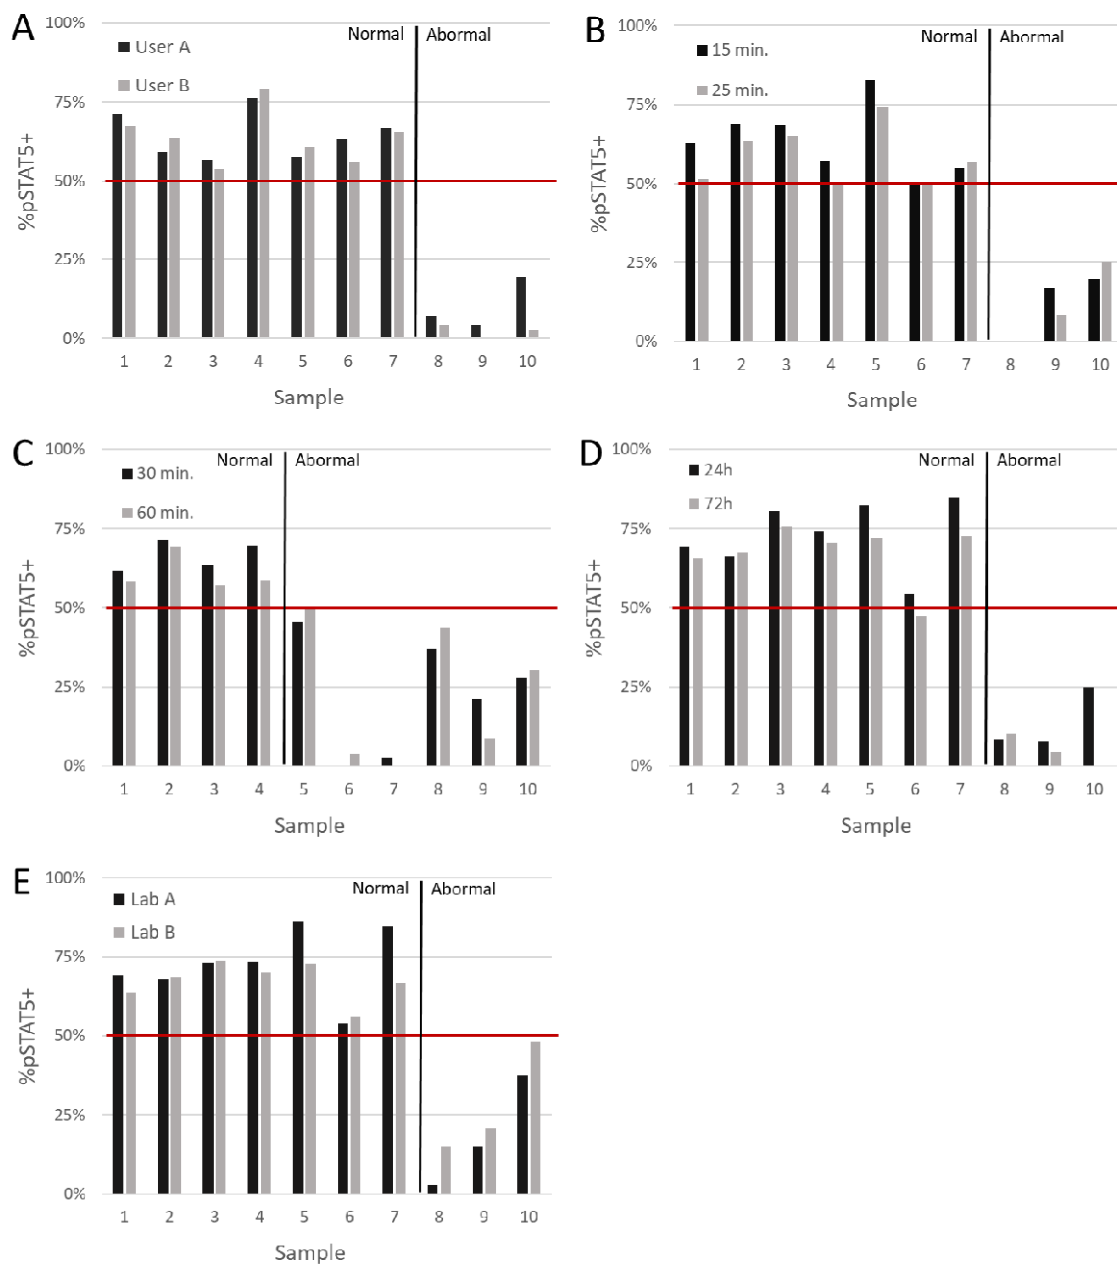 A
100%
75%
50%
25%
0%
%pSTAT5+
User A
User B
Normal
Abormal
1 2 3 4 5 6 7 8 9 10
Sample
B
100%
75%
50%
25%
0%
%pSTAT5+
15 min.
25 min.
Normal
Abormal
1 2 3 4 5 6 7 8 9 10
Sample
C
100%
75%
50%
25%
0%
%pSTAT5+
30 min.
60 min.
Normal
Abormal
1 2 3 4 5 6 7 8 9 10
Sample
D
100%
75%
50%
25%
0%
%pSTAT5+
24h
72h
Normal
Abormal
1 2 3 4 5 6 7 8 9 10
Sample
E
100%
75%
50%
25%
0%
%pSTAT5+
Lab A
Lab B
Normal
Abormal
1 2 3 4 5 6 7 8 9 10
Sample